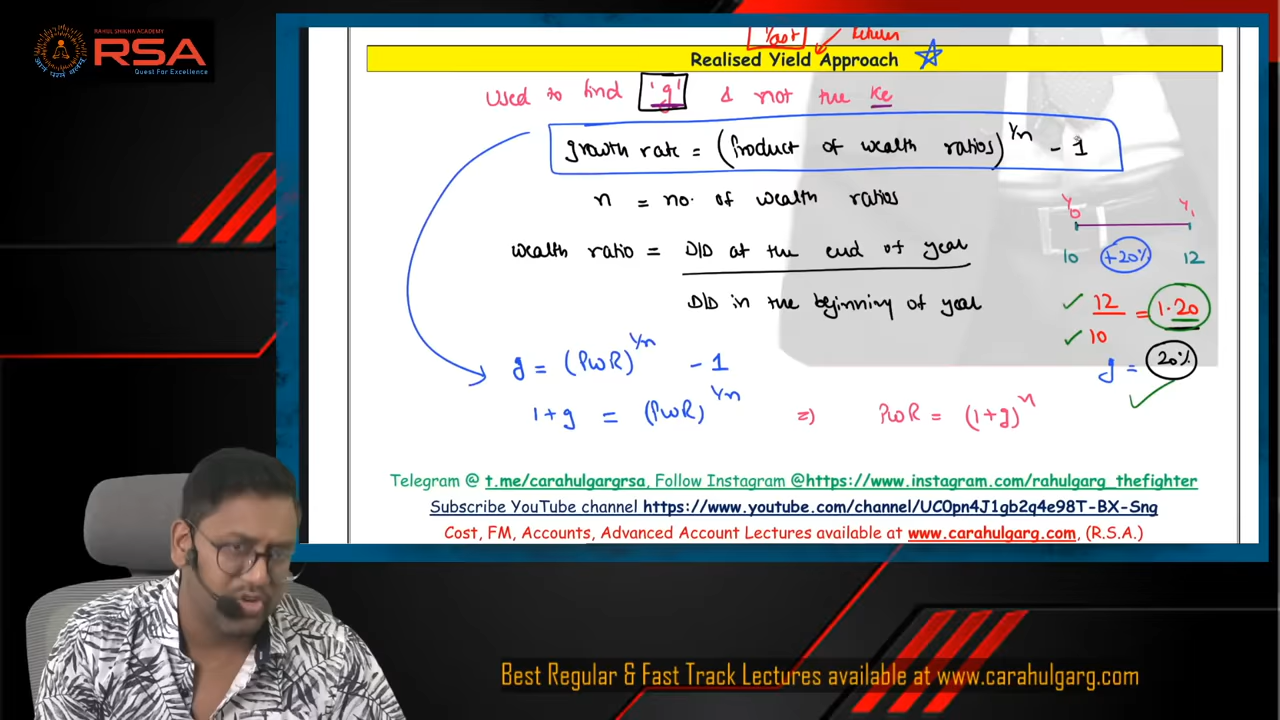 RAHUL SHIKHA ACADEMY
RSA
Quest For Excellence
Return
Realised Yield Approach
Used to find 'g' & not the Ke
growth rate = (Product of wealth ratios)^1/n - 1
n = no. of wealth ratios
Y0 Y1
10 +20% 12
wealth ratio = D/D at the end of year
D/D in the beginning of year
12 = 1.20
10
g = 20%
g = (PWR)^1/n - 1
1+g = (PWR)^1/n => PWR = (1+g)^n
Telegram @ t.me/carahulgargrsa, Follow Instagram @https://www.instagram.com/rahulgarg_thefighter
Subscribe YouTube channel https://www.youtube.com/channel/UC0pn4J1gb2q4e98T-BX-Sng
Cost, FM, Accounts, Advanced Account Lectures available at www.carahulgarg.com, (R.S.A.)
Best Regular & Fast Track Lectures available at www.carahulgarg.com